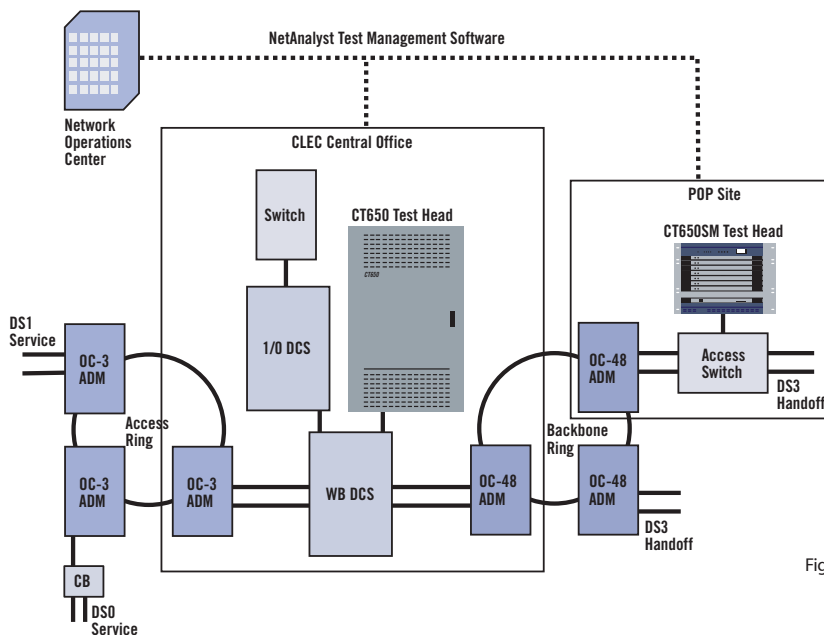 NetAnalyst Test Management Software
Network
Operations
Center
CLEC Central Office
POP Site
Switch
CT650 Test Head
CT650
CT650SM Test Head
DS1
Service
OC-3
ADM
1/0 DCS
OC-48
ADM
Access
Switch
DS3
Handoff
Access
Ring
Backbone
Ring
OC-3
ADM
OC-3
ADM
WB DCS
OC-48
ADM
OC-48
ADM
DS3
Handoff
CB
DS0
Service
Fig